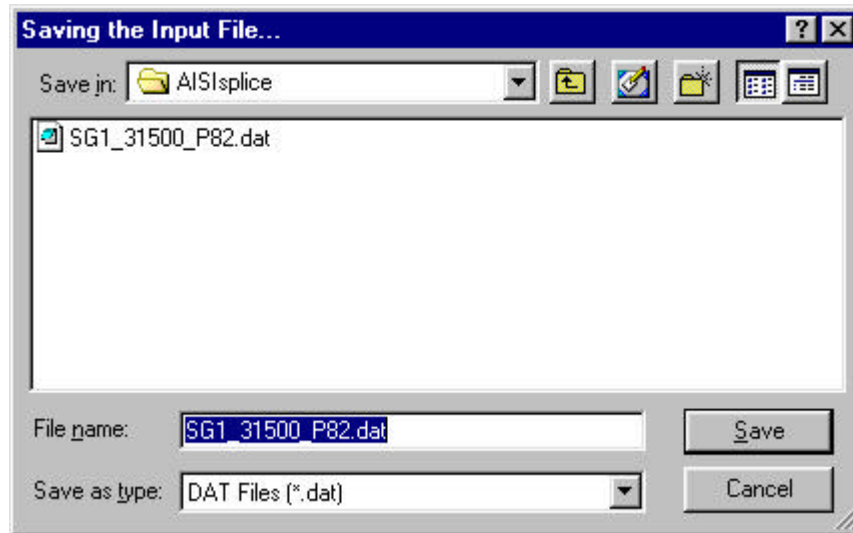 Saving the Input File...
Save in: AISIsplice
SG1_31500_P82.dat
File name: SG1_31500_P82.dat Save
Save as type: DAT Files (*.dat) Cancel